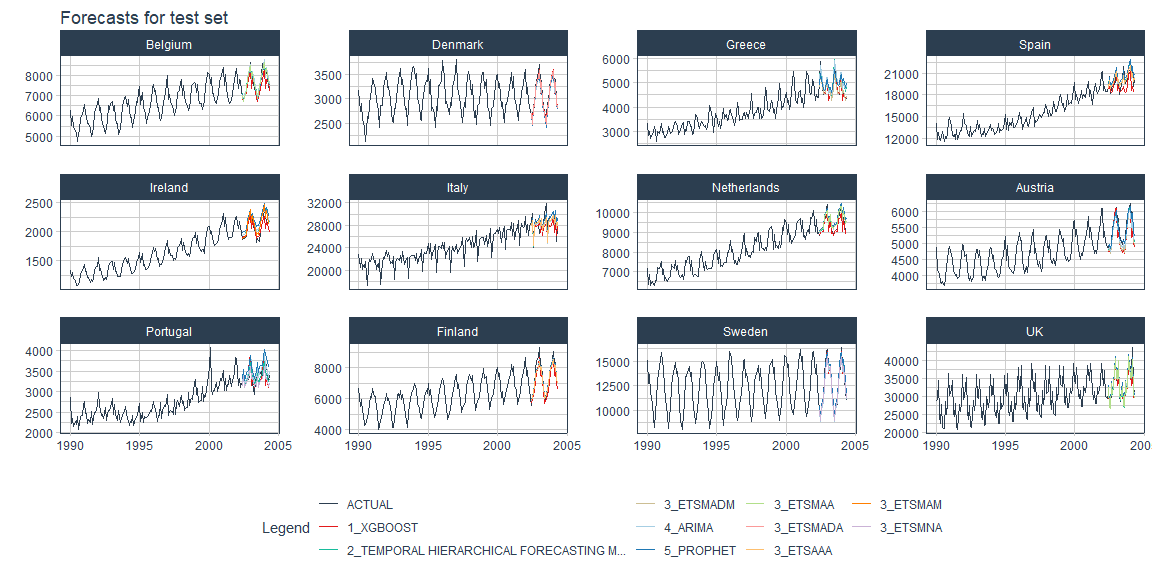 Forecasts for test set
Belgium Denmark Greece Spain
8000 7000 6000 5000
3500 3000 2500
6000 5000 4000 3000
21000 18000 15000 12000
Ireland Italy Netherlands Austria
2500 2000 1500
32000 28000 24000 20000
10000 9000 8000 7000
6000 5500 5000 4500 4000
Portugal Finland Sweden UK
4000 3500 3000 2500 2000
8000 6000 4000
15000 12500 10000
40000 35000 30000 25000 20000
1990 1995 2000 2005 1990 1995 2000 2005 1990 1995 2000 2005 1990 1995 2000 200
Legend
ACTUAL
1_XGBOOST
2_TEMPORAL HIERARCHICAL FORECASTING M...
3_ETSMADM
4_ARIMA
5_PROPHET
3_ETSMAA
3_ETSMADA
3_ETSAAA
3_ETSMAM
3_ETSMNA